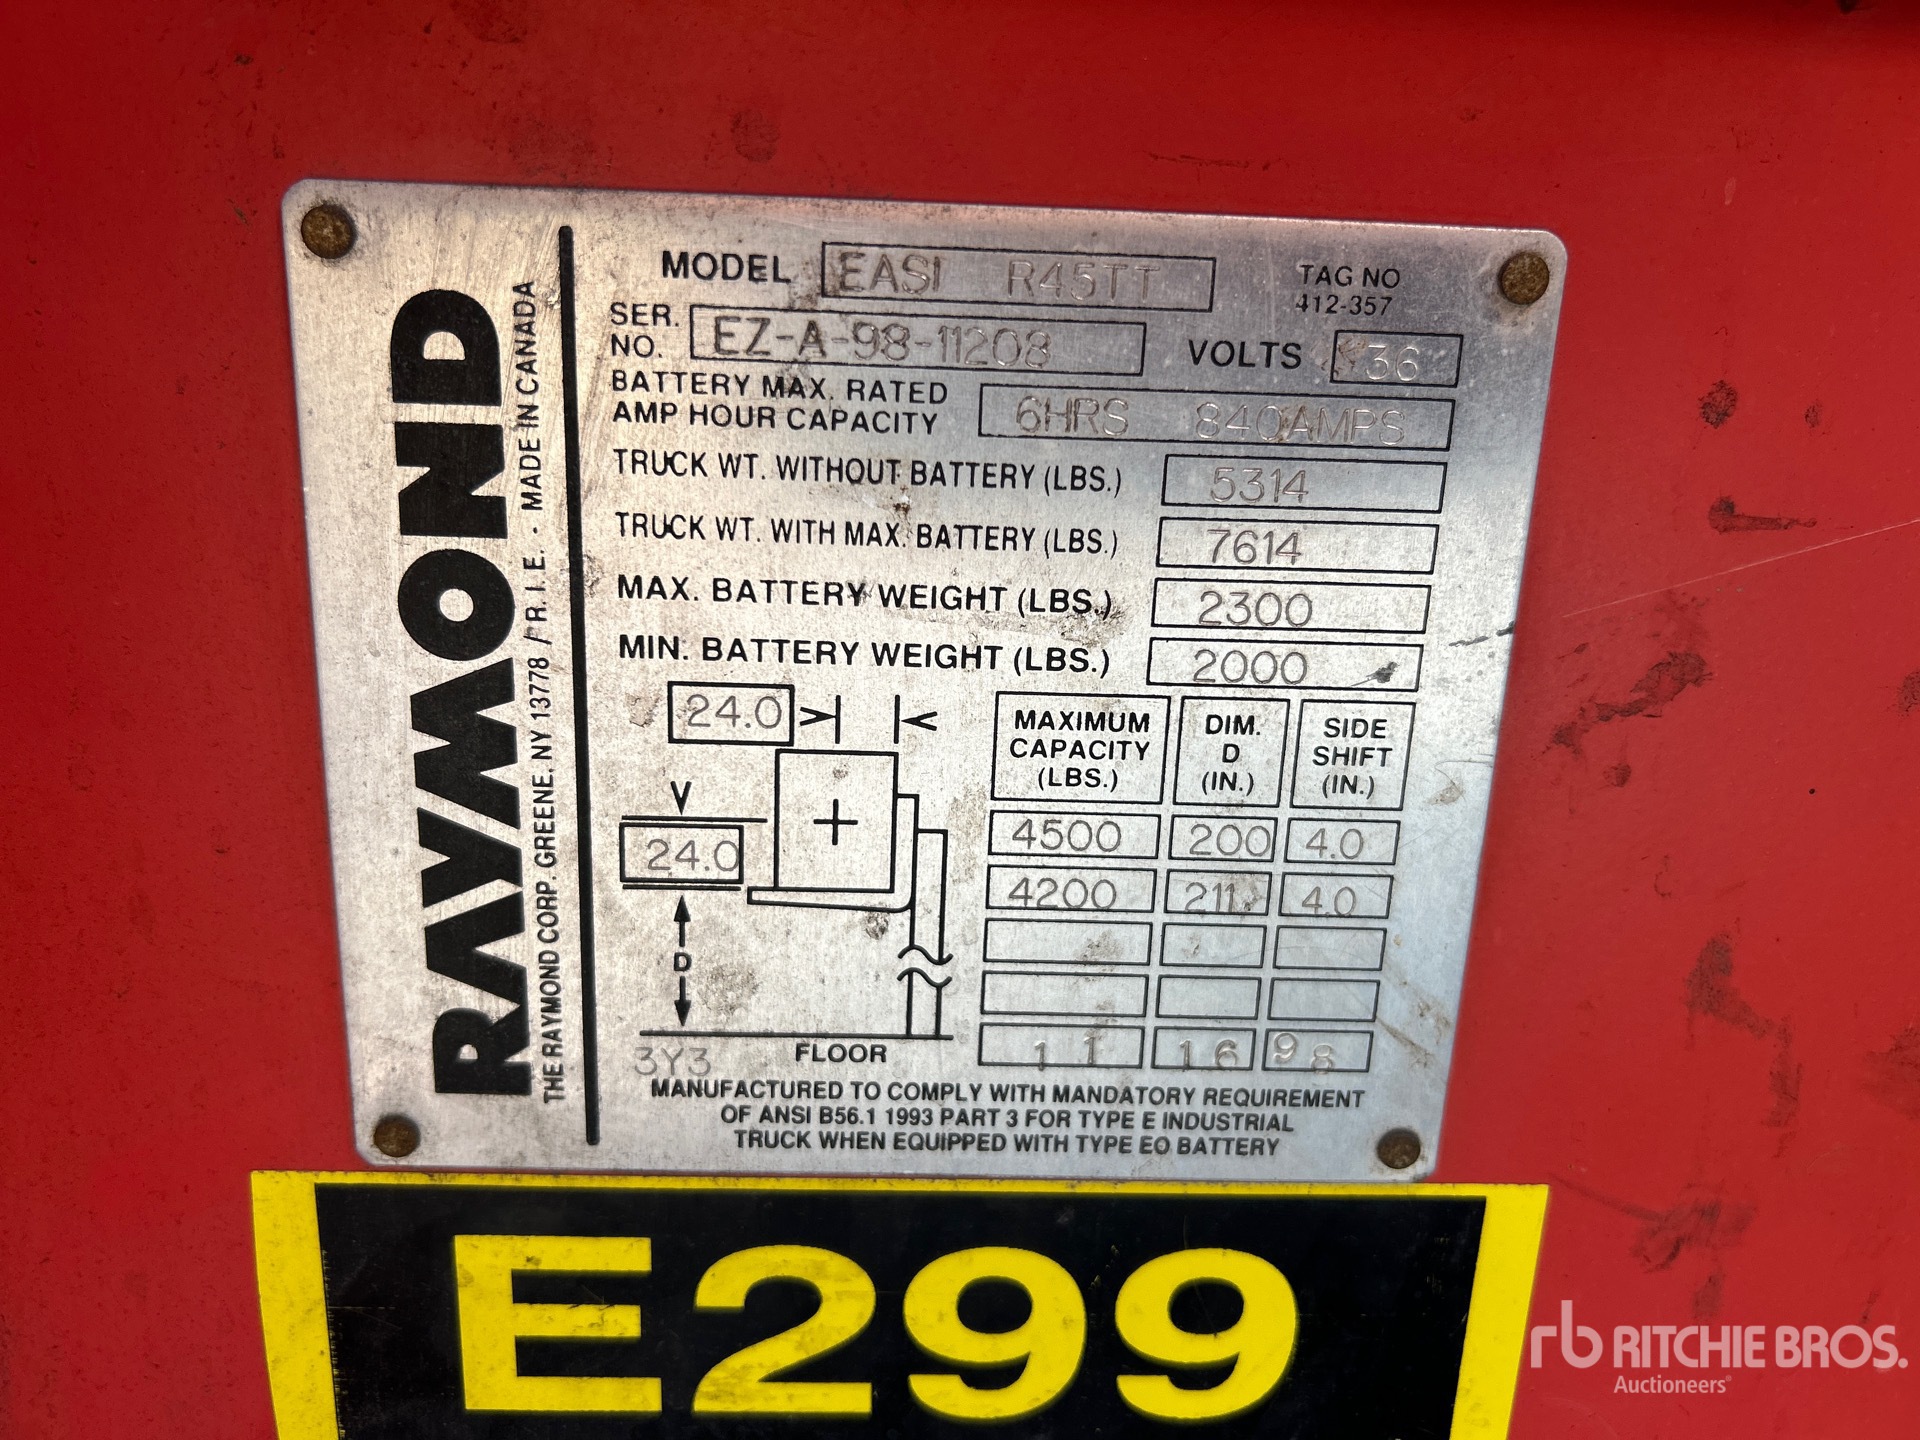 RAYMOND
THE RAYMOND CORP. GREENE, NY 13778 / R. I. E. · MADE IN CANADA
MODEL EASI R45TT
TAG NO
412-357
SER.
NO. EZ-A-98-11208
VOLTS 36
BATTERY MAX. RATED
AMP HOUR CAPACITY 6HRS 840AMPS
TRUCK WT. WITHOUT BATTERY (LBS.) 5314
TRUCK WT. WITH MAX. BATTERY (LBS.) 7614
MAX. BATTERY WEIGHT (LBS.) 2300
MIN. BATTERY WEIGHT (LBS.) 2000
24.0
V
24.0
D
FLOOR
3Y3
MAXIMUM CAPACITY (LBS.) DIM. D (IN.) SIDE SHIFT (IN.)
4500 200 4.0
4200 211 4.0
11 16 98
MANUFACTURED TO COMPLY WITH MANDATORY REQUIREMENT
OF ANSI B56.1 1993 PART 3 FOR TYPE E INDUSTRIAL
TRUCK WHEN EQUIPPED WITH TYPE EO BATTERY
E299
rb RITCHIE BROS.
Auctioneers